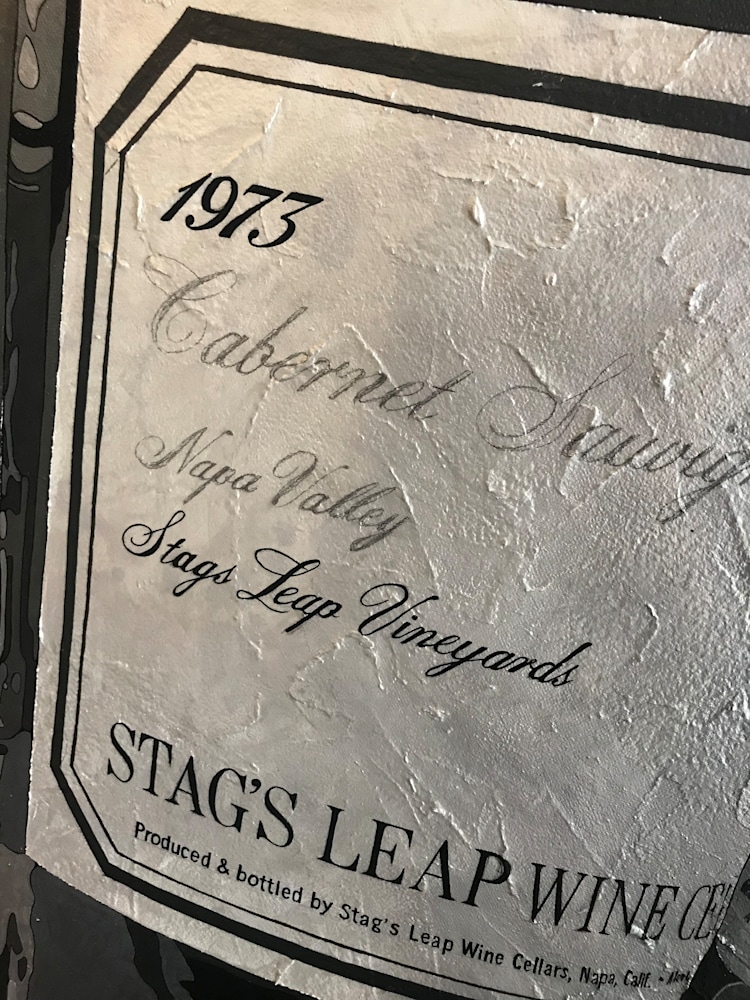 1973
Cabernet Sauvig
Napa Valley
Stags Leap Vineyards
STAG'S LEAP WINE CEL
Produced & bottled by Stag's Leap Wine Cellars, Napa, Calif. •